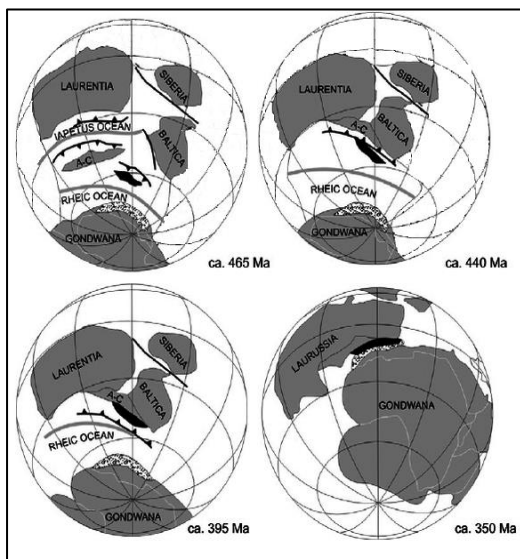 LAURENTIA
SIBERIA
IAPETUS OCEAN
BALTICA
A-C
RHEIC OCEAN
GONDWANA
ca. 465 Ma
LAURENTIA
SIBERIA
A-C
BALTICA
RHEIC OCEAN
GONDWANA
ca. 440 Ma
LAURENTIA
SIBERIA
A-C
BALTICA
RHEIC OCEAN
GONDWANA
ca. 395 Ma
LAURUSSIA
GONDWANA
ca. 350 Ma